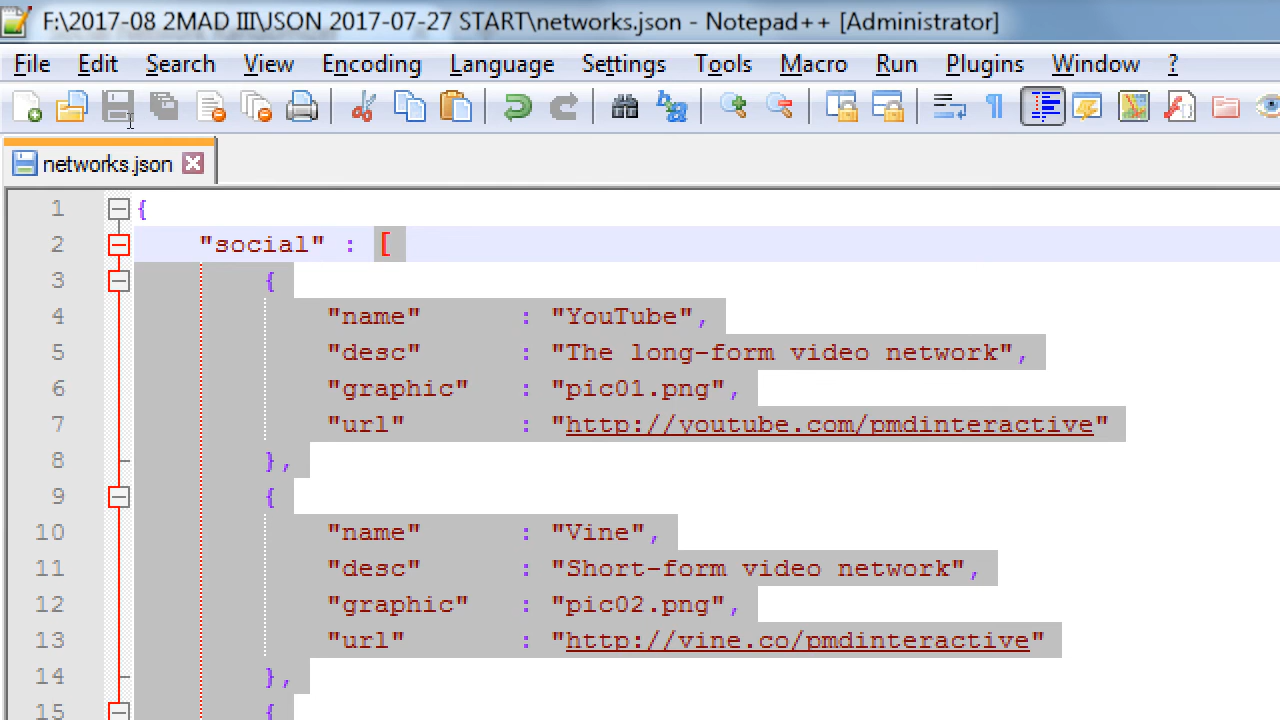 F:\2017-08 2MAD III\JSON 2017-07-27 START\networks.json - Notepad++ [Administrator]
File Edit Search View Encoding Language Settings Tools Macro Run Plugins Window ?
networks.json
1 {
2 "social" : [
3 {
4 "name" : "YouTube",
5 "desc" : "The long-form video network",
6 "graphic" : "pic01.png",
7 "url" : "http://youtube.com/pmdinteractive"
8 },
9 {
10 "name" : "Vine",
11 "desc" : "Short-form video network",
12 "graphic" : "pic02.png",
13 "url" : "http://vine.co/pmdinteractive"
14 },
15 {